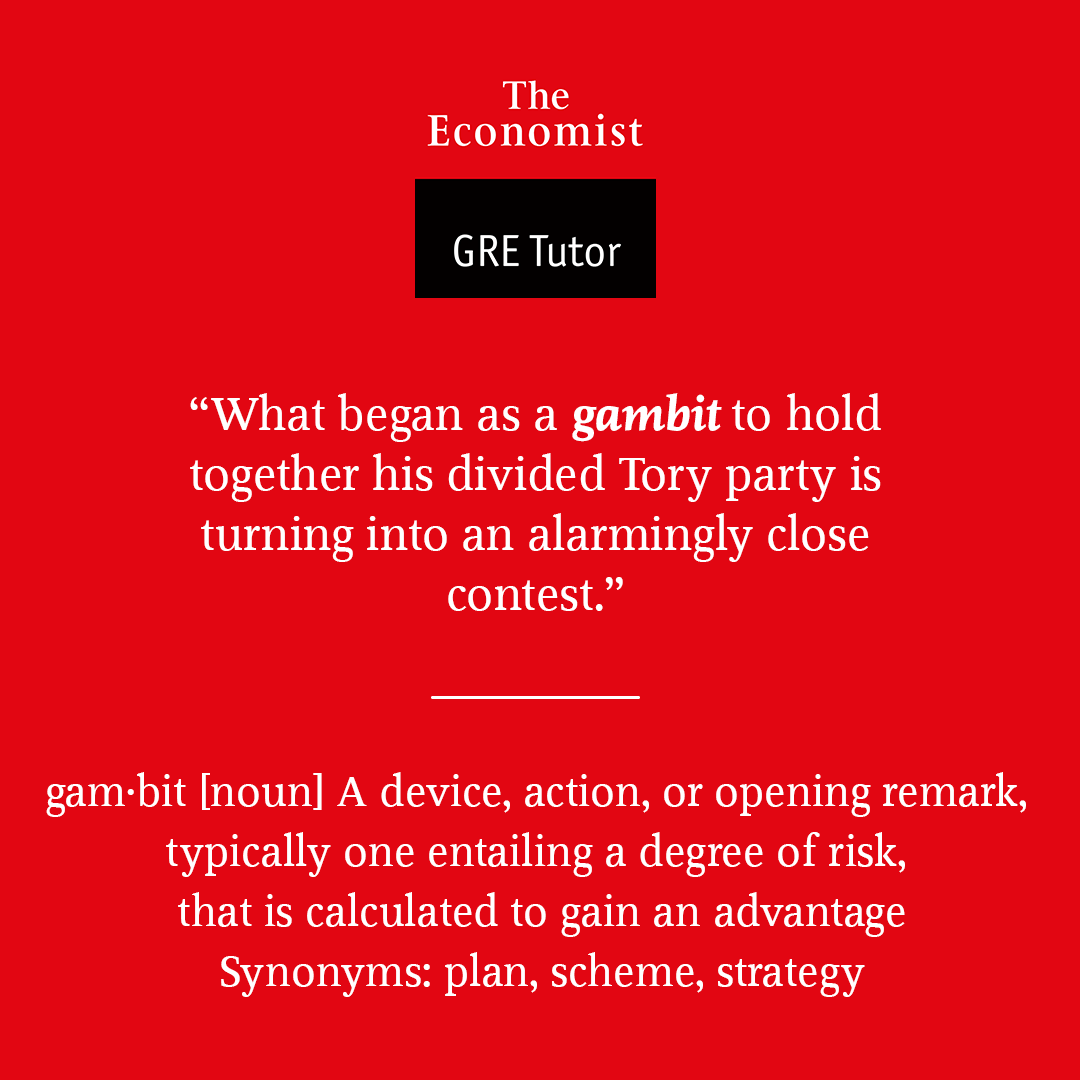 The
Economist
GRE Tutor
“What began as a gambit to hold
together his divided Tory party is
turning into an alarmingly close
contest.”
gam·bit [noun] A device, action, or opening remark,
typically one entailing a degree of risk,
that is calculated to gain an advantage
Synonyms: plan, scheme, strategy